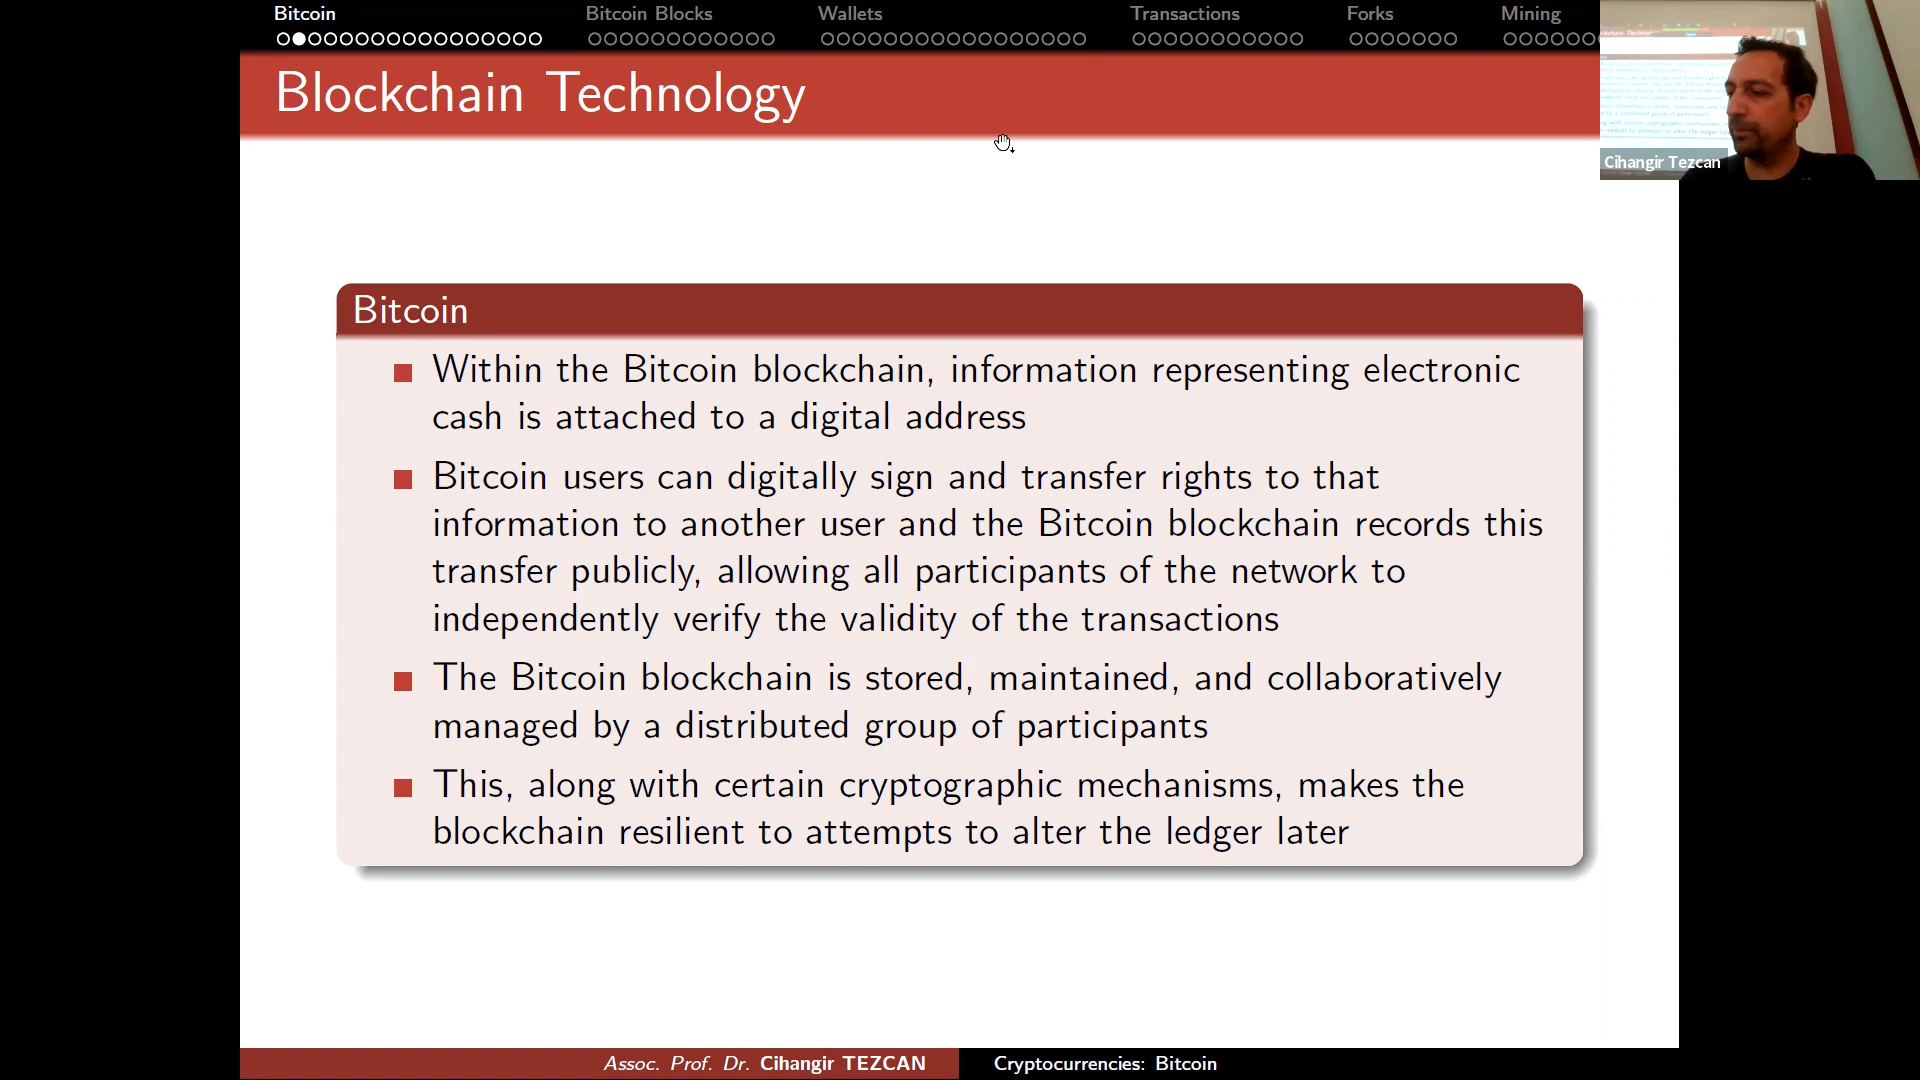 Bitcoin
Bitcoin Blocks
Wallets
Transactions
Forks
Mining
Blockchain Technology
Cihangir Tezcan
Bitcoin
Within the Bitcoin blockchain, information representing electronic
cash is attached to a digital address
Bitcoin users can digitally sign and transfer rights to that
information to another user and the Bitcoin blockchain records this
transfer publicly, allowing all participants of the network to
independently verify the validity of the transactions
The Bitcoin blockchain is stored, maintained, and collaboratively
managed by a distributed group of participants
This, along with certain cryptographic mechanisms, makes the
blockchain resilient to attempts to alter the ledger later
Assoc. Prof. Dr. Cihangir TEZCAN
Cryptocurrencies: Bitcoin